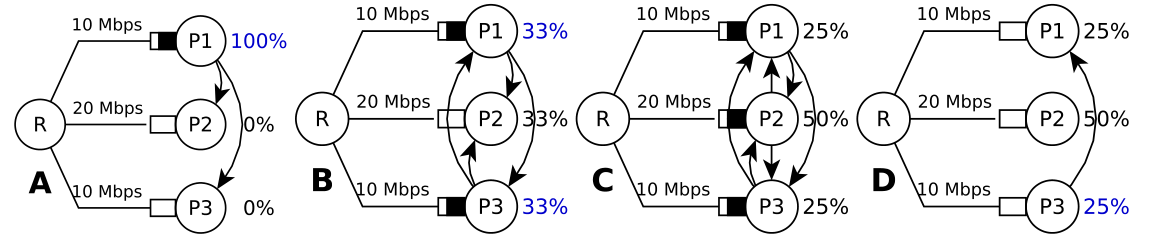 10 Mbps
P1 100%
20 Mbps
R P2 0%
A 10 Mbps
P3 0%
10 Mbps
P1 33%
20 Mbps
R P2 33%
B 10 Mbps
P3 33%
10 Mbps
P1 25%
20 Mbps
R P2 50%
C 10 Mbps
P3 25%
10 Mbps
P1 25%
20 Mbps
R P2 50%
D 10 Mbps
P3 25%